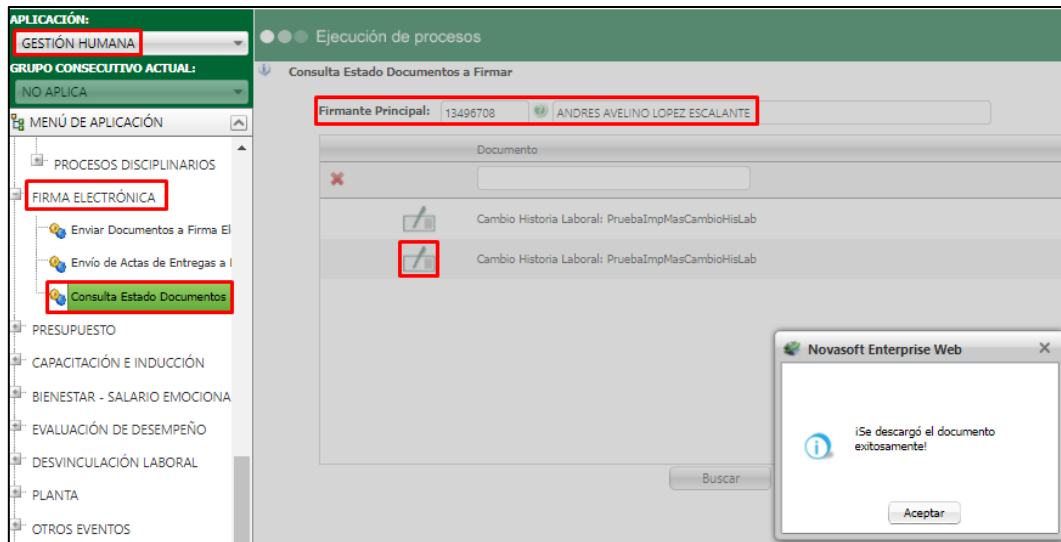 APLICACIÓN:
GESTIÓN HUMANA
GRUPO CONSECUTIVO ACTUAL:
NO APLICA
MENÚ DE APLICACIÓN
PROCESOS DISCIPLINARIOS
FIRMA ELECTRÓNICA
Enviar Documentos a Firma El
Envío de Actas de Entregas a
Consulta Estado Documentos
PRESUPUESTO
CAPACITACIÓN E INDUCCIÓN
BIENESTAR - SALARIO EMOCIONA
EVALUACIÓN DE DESEMPEÑO
DESVINCULACIÓN LABORAL
PLANTA
OTROS EVENTOS
Ejecución de procesos
Consulta Estado Documentos a Firmar
Firmante Principal: 13496708 ANDRES AVELINO LOPEZ ESCALANTE
Documento
Cambio Historia Laboral: PruebaImpMasCambioHisLab
Cambio Historia Laboral: PruebaImpMasCambioHisLab
Buscar
Novasoft Enterprise Web
¡Se descargó el documento
exitosamente!
Aceptar